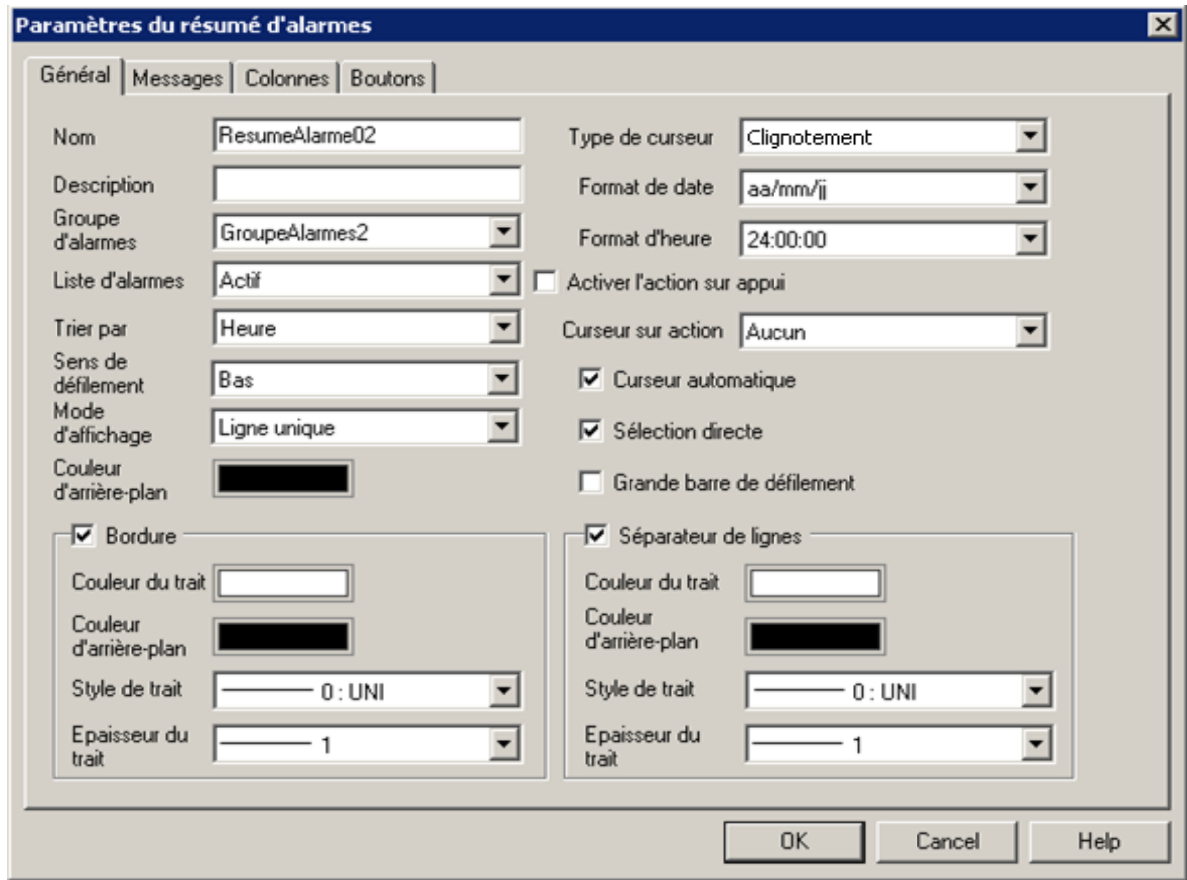 Paramètres du résumé d'alarmes
Général
Messages
Colonnes
Boutons
Nom
ResumeAlarme02
Description
Groupe
d'alarmes
GroupeAlarmes2
Liste d'alarmes
Actif
Trier par
Heure
Sens de
défilement
Bas
Mode
d'affichage
Ligne unique
Couleur
d'arrière-plan
Type de curseur
Clignotement
Format de date
aa/mm/jj
Format d'heure
24:00:00
Activer l'action sur appui
Curseur sur action
Aucun
Curseur automatique
Sélection directe
Grande barre de défilement
Bordure
Couleur du trait
Couleur
d'arrière-plan
Style de trait
0 : UNI
Epaisseur du
trait
1
Séparateur de lignes
Couleur du trait
Couleur
d'arrière-plan
Style de trait
0 : UNI
Epaisseur du
trait
1
OK
Cancel
Help